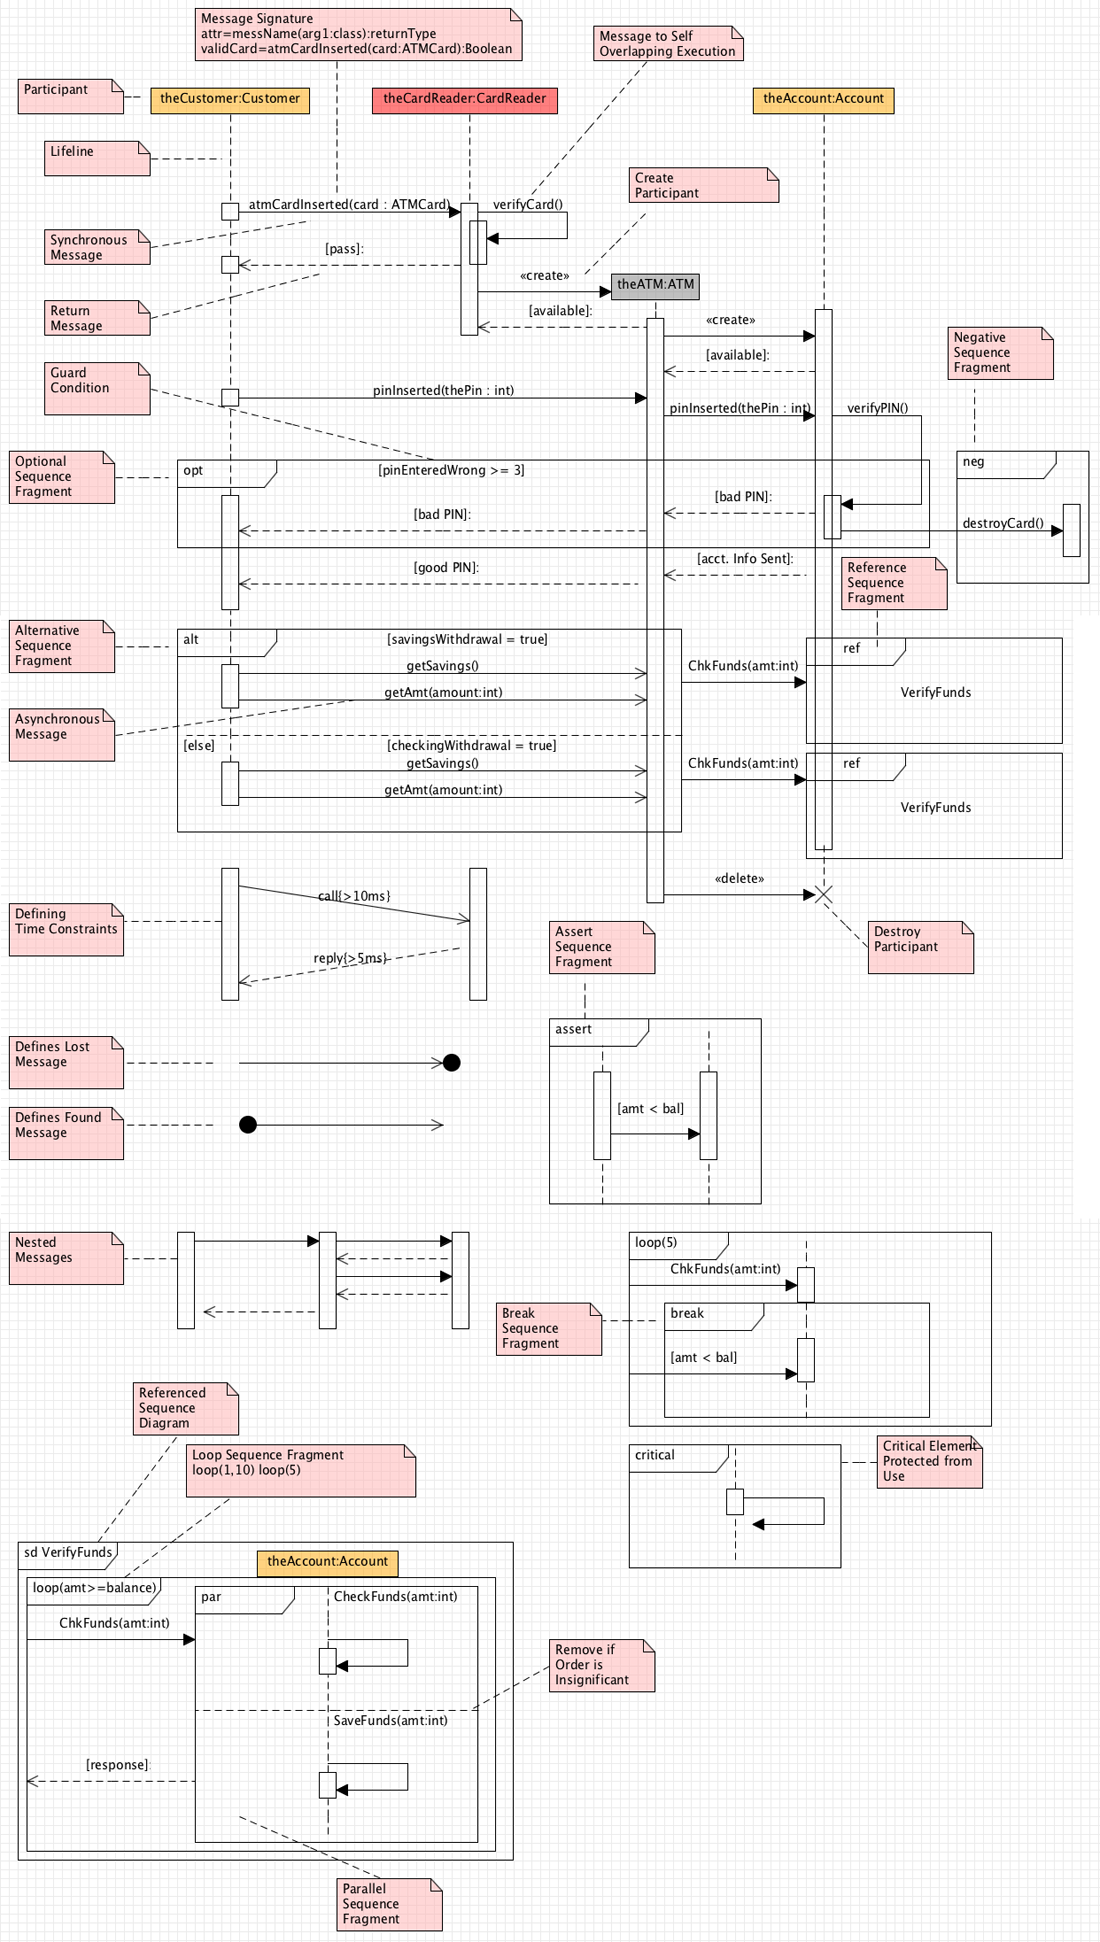 Message Signature
attr=messName(arg1:class):returnType
validCard=atmCardInserted(card:ATMCard):Boolean
Message to Self
Overlapping Execution
Participant
theCustomer:Customer
theCardReader:CardReader
theAccount:Account
Lifeline
Create
Participant
atmCardInserted(card : ATMCard)
verifyCard()
Synchronous
Message
[pass]:
«create»
theATM:ATM
Return
Message
[available]:
«create»
Negative
Sequence
Fragment
[available]:
Guard
Condition
pinInserted(thePin : int)
pinInserted(thePin : int)
verifyPIN()
Optional
Sequence
Fragment
opt
[pinEnteredWrong >= 3]
neg
[bad PIN]:
[bad PIN]:
destroyCard()
[acct. Info Sent]:
[good PIN]:
Reference
Sequence
Fragment
Alternative
Sequence
Fragment
alt
[savingsWithdrawal = true]
ref
getSavings()
ChkFunds(amt:int)
getAmt(amount:int)
VerifyFunds
Asynchronous
Message
[else]
[checkingWithdrawal = true]
getSavings()
ChkFunds(amt:int)
ref
getAmt(amount:int)
VerifyFunds
«delete»
call{>10ms}
Defining
Time Constraints
Assert
Sequence
Fragment
Destroy
Participant
reply{>5ms}
assert
Defines Lost
Message
[amt < bal]
Defines Found
Message
Nested
Messages
loop(5)
ChkFunds(amt:int)
Break
Sequence
Fragment
break
[amt < bal]
Referenced
Sequence
Diagram
Loop Sequence Fragment
loop(1,10) loop(5)
critical
Critical Element
Protected from
Use
sd VerifyFunds
theAccount:Account
loop(amt>=balance)
par
CheckFunds(amt:int)
ChkFunds(amt:int)
Remove if
Order is
Insignificant
SaveFunds(amt:int)
[response]:
Parallel
Sequence
Fragment